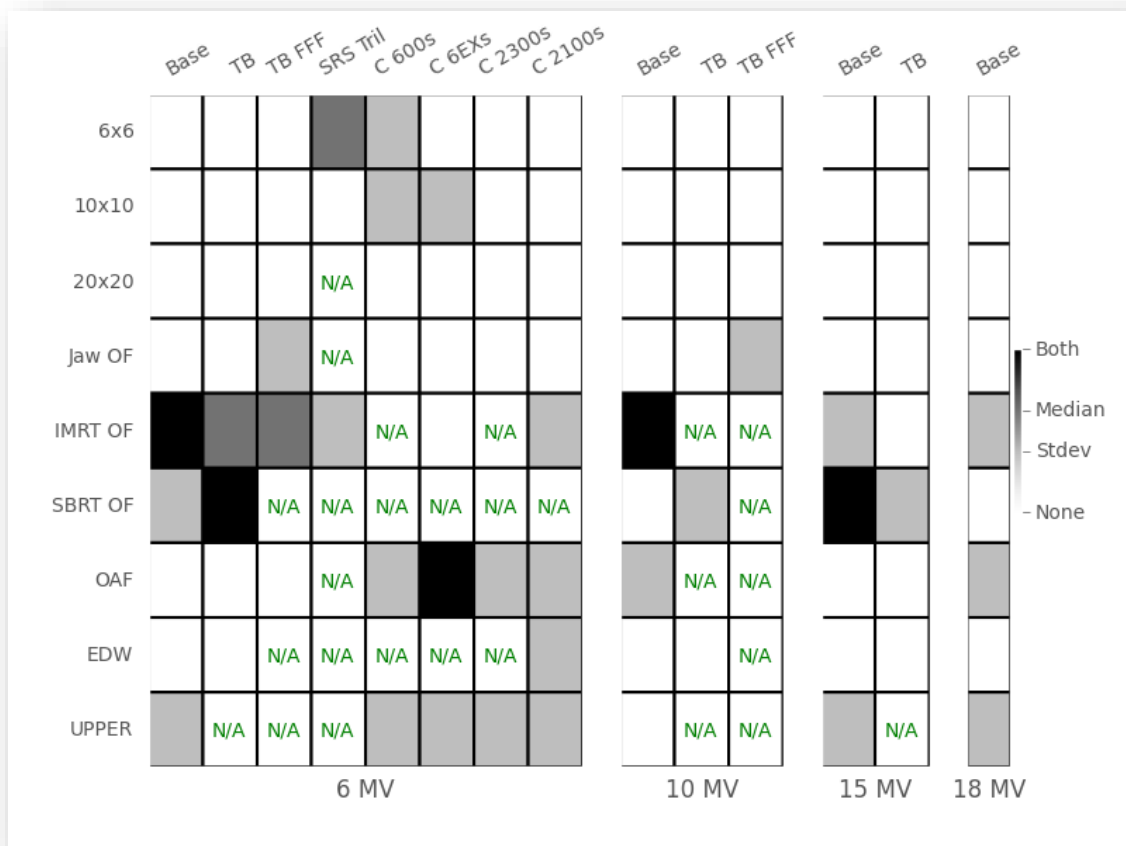 Base TB TB FFF SRS Tril C 600s C 6EXs C 2300s C 2100s Base TB TB FFF Base TB Base
6x6
10x10
20x20 N/A
Jaw OF N/A
Both
Median
Stdev
None
IMRT OF N/A N/A N/A N/A
SBRT OF N/A N/A N/A N/A N/A N/A N/A
OAF N/A N/A N/A
EDW N/A N/A N/A N/A N/A N/A
UPPER N/A N/A N/A N/A N/A N/A
6 MV 10 MV 15 MV 18 MV